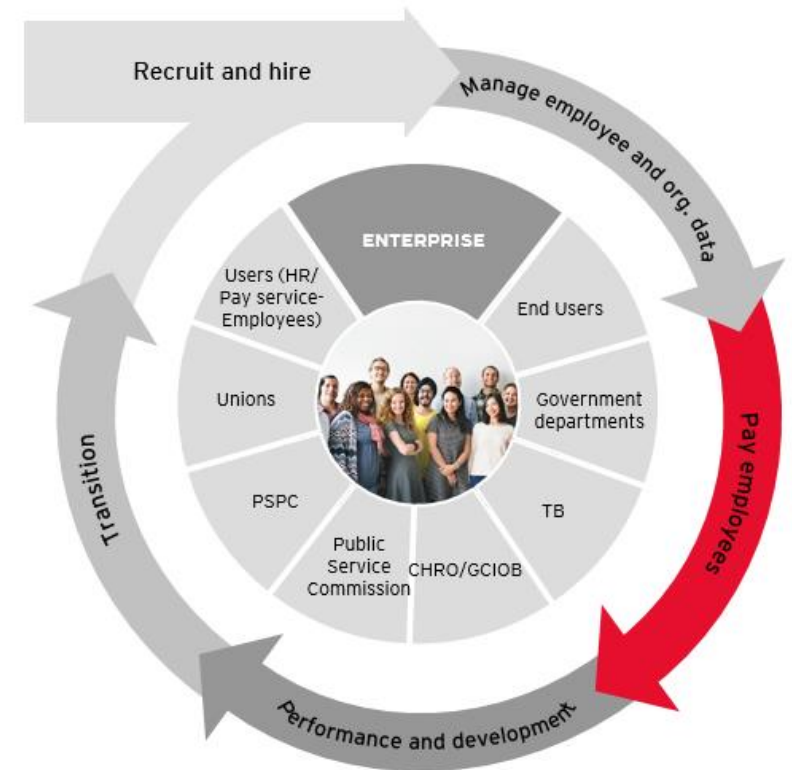 Recruit and hire
Manage employee and org. data
Pay employees
Performance and development
Transition
ENTERPRISE
End Users
Government
departments
TB
CHRO/GCIOB
Public
Service
Commission
PSPC
Unions
Users (HR/
Pay service-
Employees)